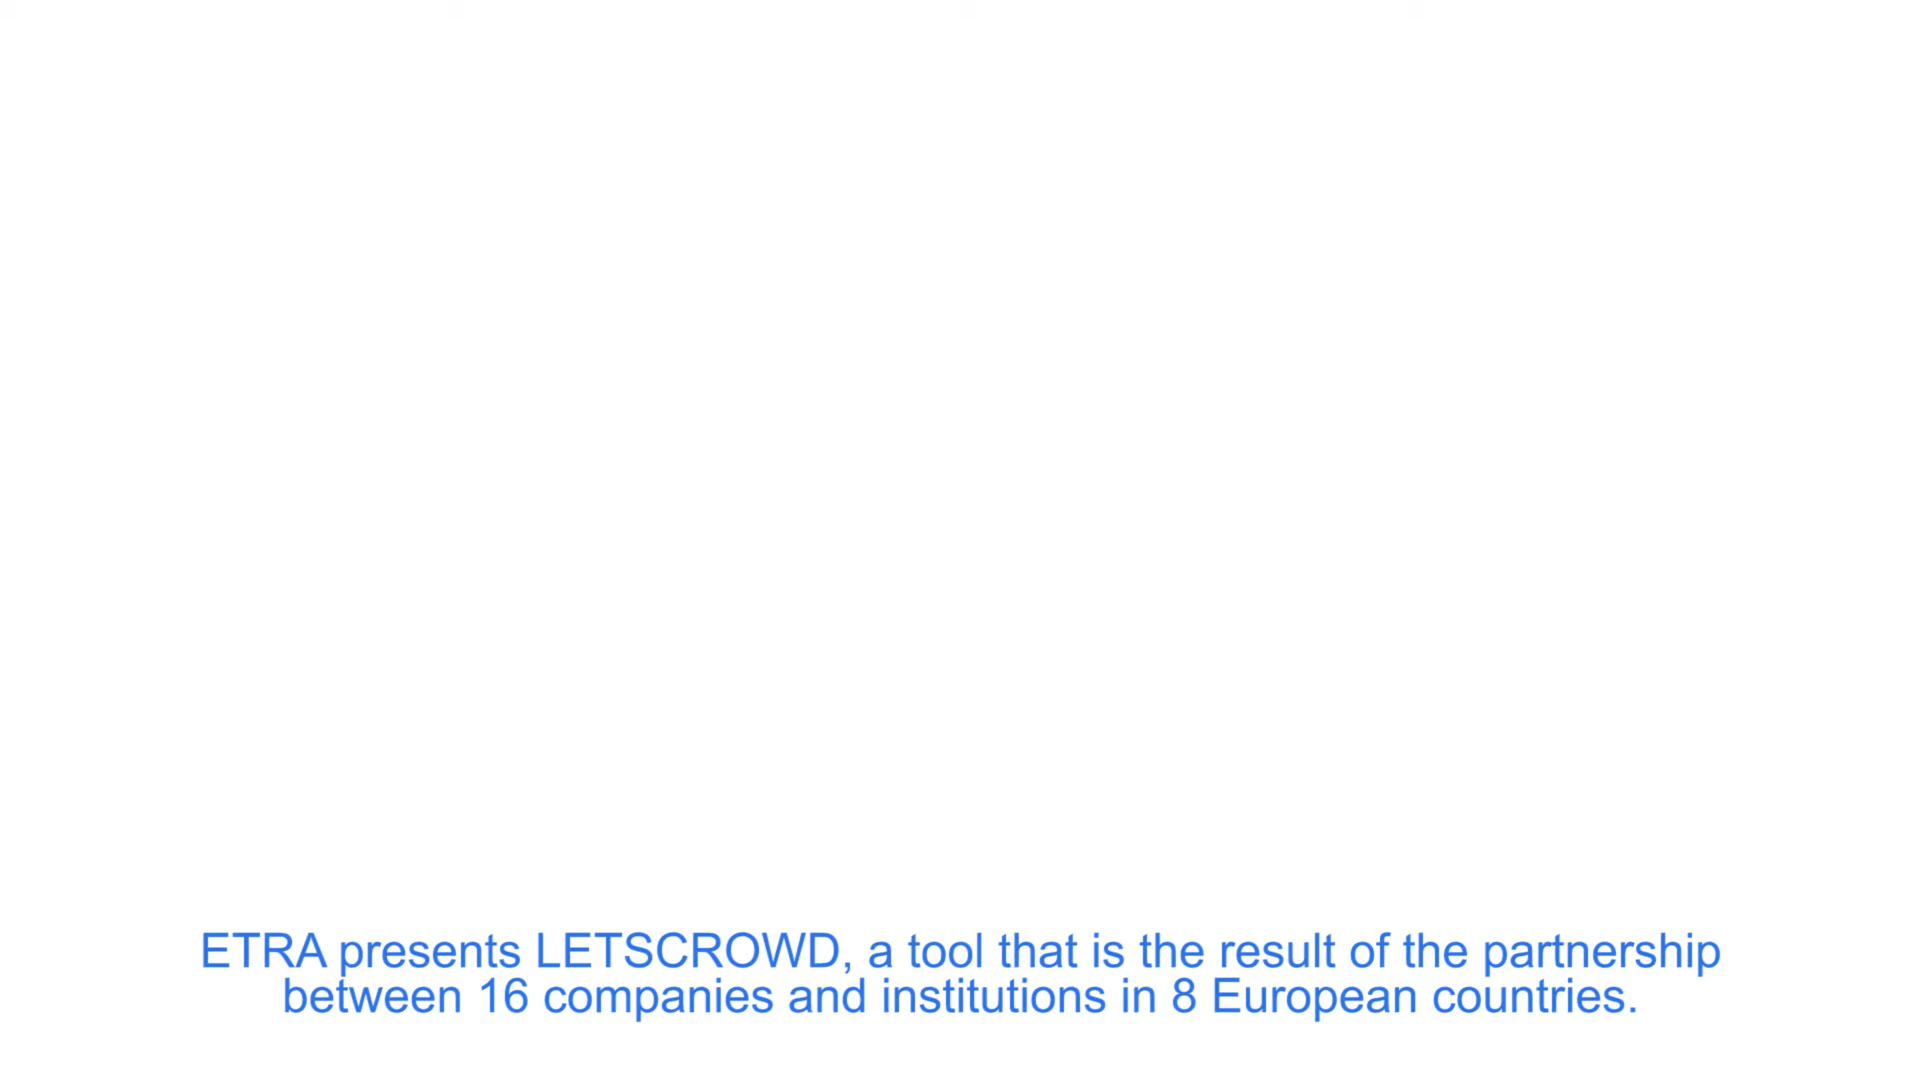 ETRA presents LETSCROWD, a tool that is the result of the partnership
between 16 companies and institutions in 8 European countries.